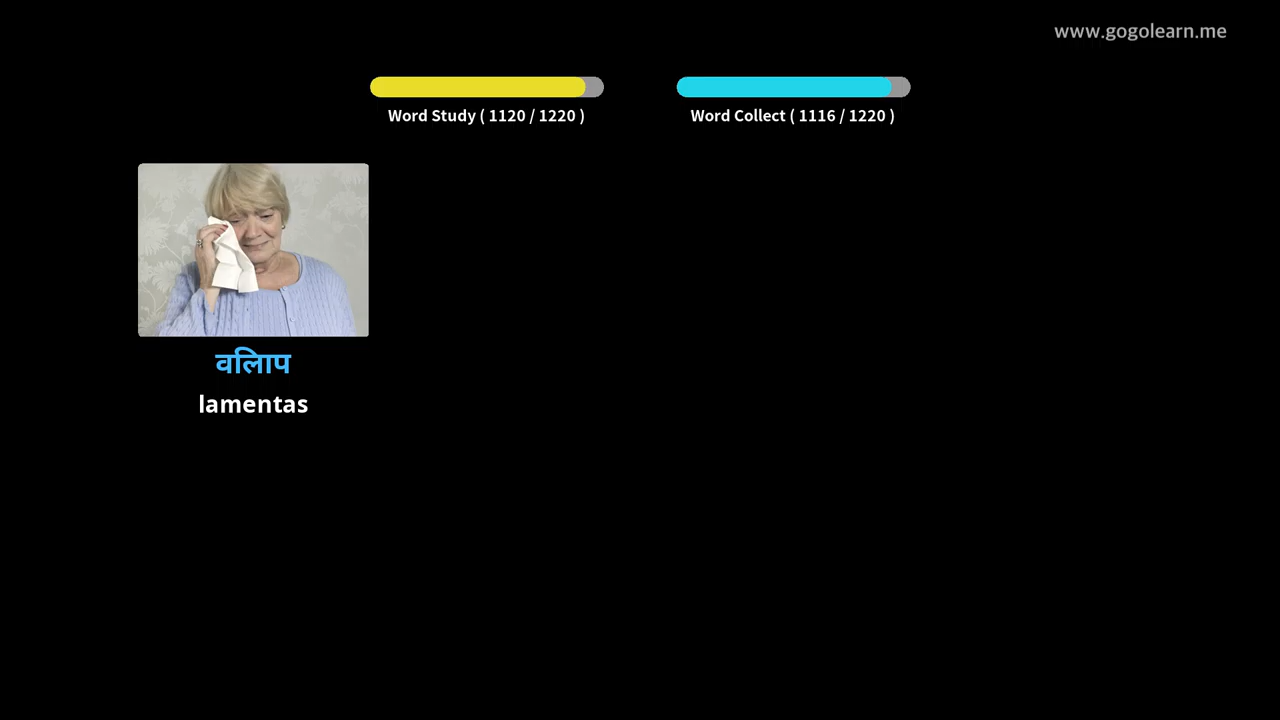 www.gogolearn.me
Word Study ( 1120 / 1220 )
Word Collect ( 1116 / 1220 )
विलाप
lamentas